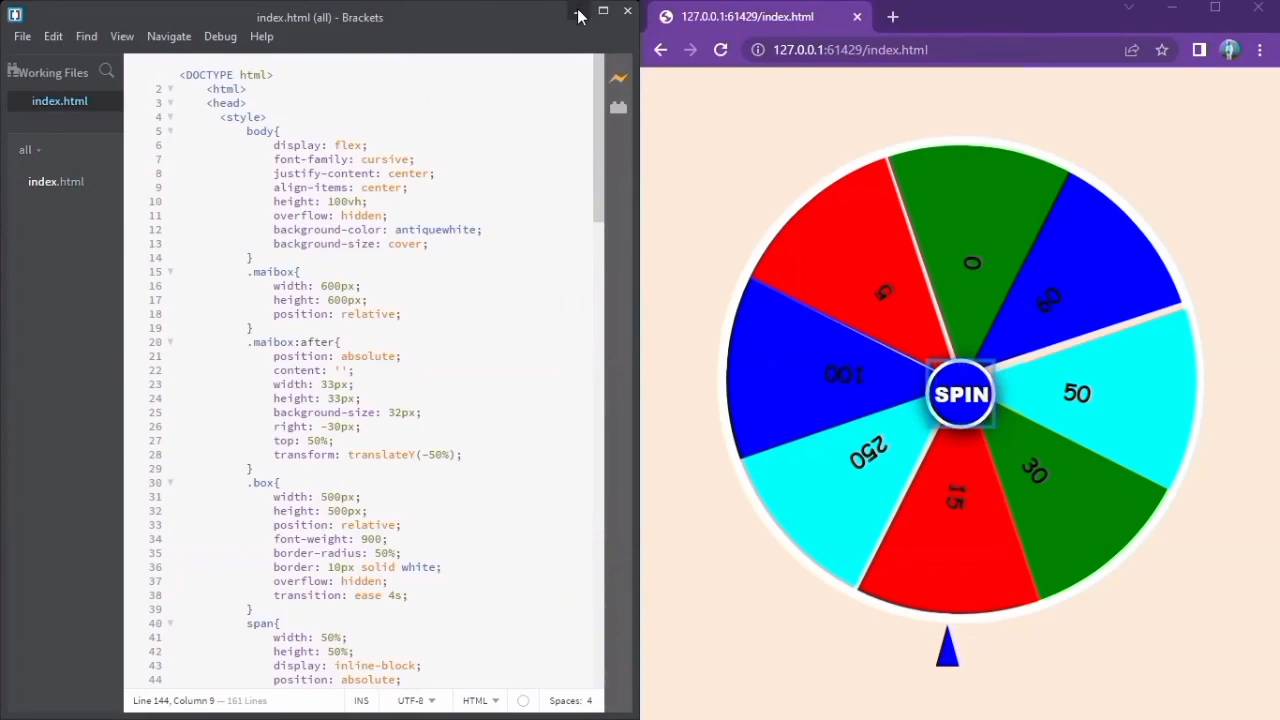 index.html (all) - Brackets
File Edit Find View Navigate Debug Help
Working Files
index.html
all
index.html
<DOCTYPE html>
2 <html>
3 <head>
4 <style>
5 body{
6 display: flex;
7 font-family: cursive;
8 justify-content: center;
9 align-items: center;
10 height: 100vh;
11 overflow: hidden;
12 background-color: antiquewhite;
13 background-size: cover;
14 }
15 .maibox{
16 width: 600px;
17 height: 600px;
18 position: relative;
19 }
20 .maibox:after{
21 position: absolute;
22 content: '';
23 width: 33px;
24 height: 33px;
25 background-size: 32px;
26 right: -30px;
27 top: 50%;
28 transform: translateY(-50%);
29 }
30 .box{
31 width: 500px;
32 height: 500px;
33 position: relative;
34 font-weight: 900;
35 border-radius: 50%;
36 border: 10px solid white;
37 overflow: hidden;
38 transition: ease 4s;
39 }
40 span{
41 width: 50%;
42 height: 50%;
43 display: inline-block;
44 position: absolute;
Line 144, Column 9 — 161 Lines
INS UTF-8 HTML Spaces: 4
127.0.0.1:61429/index.html
127.0.0.1:61429/index.html
0
5
100
SPIN
50
250
30
15